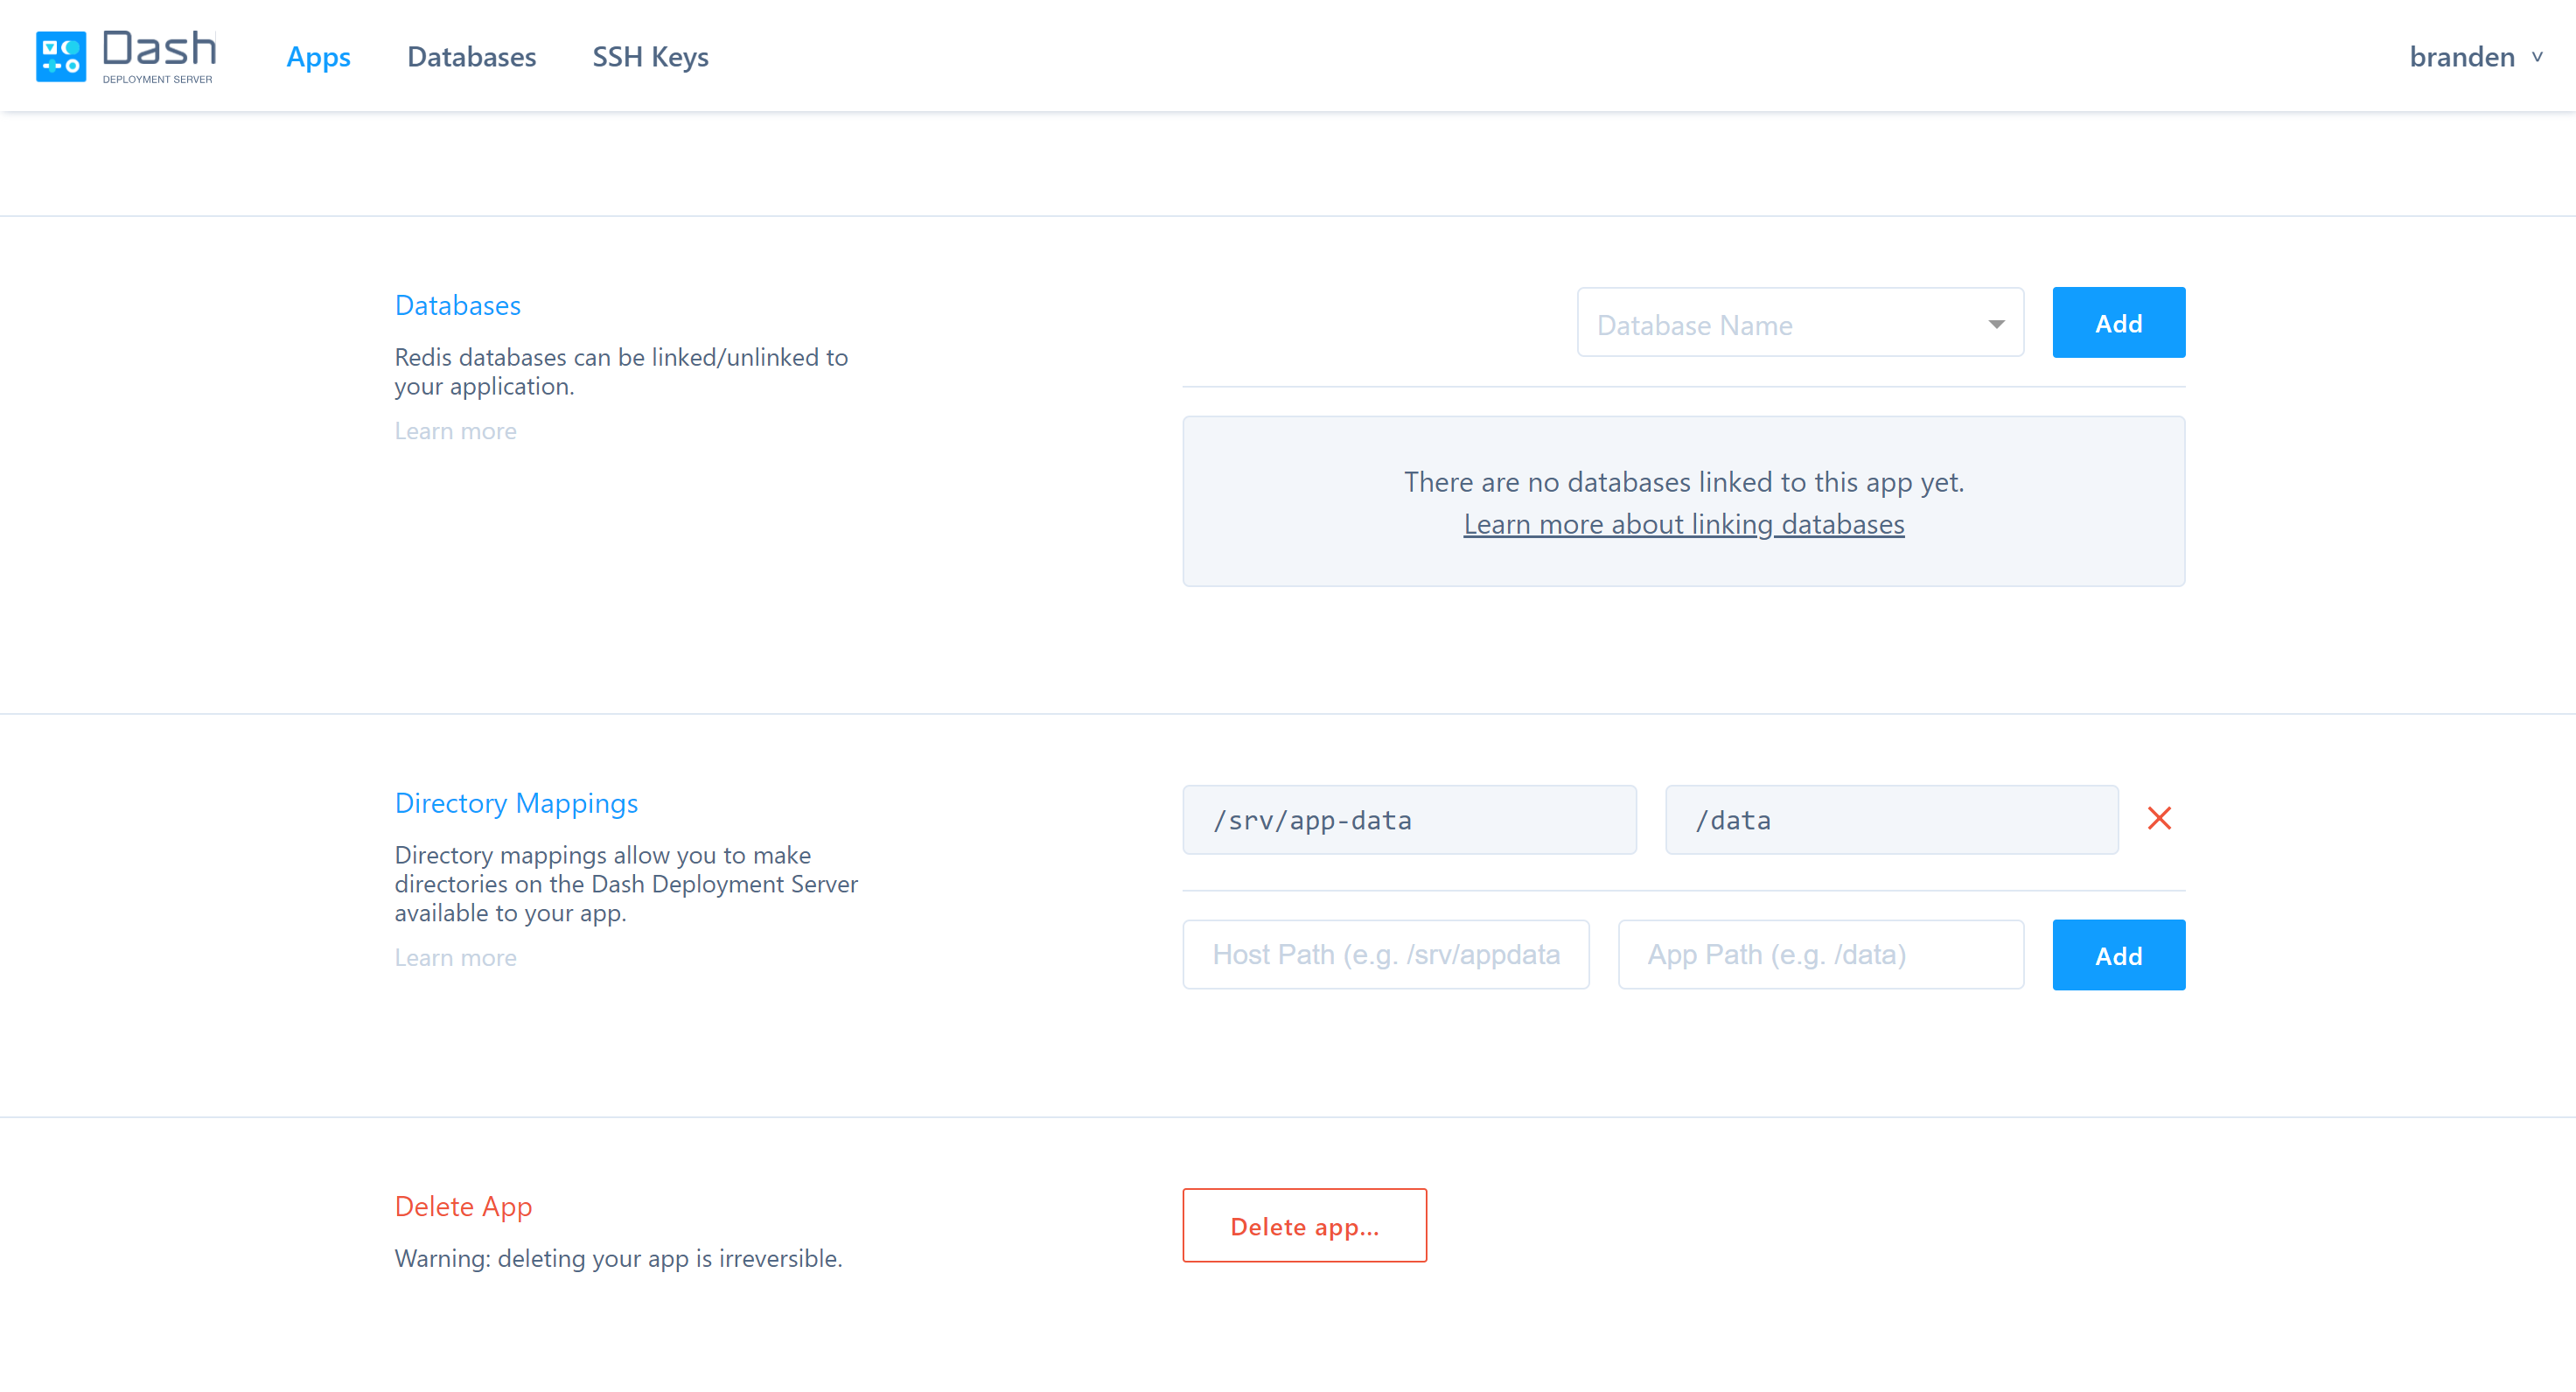 Dash
DEPLOYMENT SERVER
Apps
Databases
SSH Keys
branden
Databases
Redis databases can be linked/unlinked to
your application.
Learn more
Database Name
Add
There are no databases linked to this app yet.
Learn more about linking databases
Directory Mappings
Directory mappings allow you to make
directories on the Dash Deployment Server
available to your app.
Learn more
/srv/app-data
/data
Host Path (e.g. /srv/appdata
App Path (e.g. /data)
Add
Delete App
Warning: deleting your app is irreversible.
Delete app...